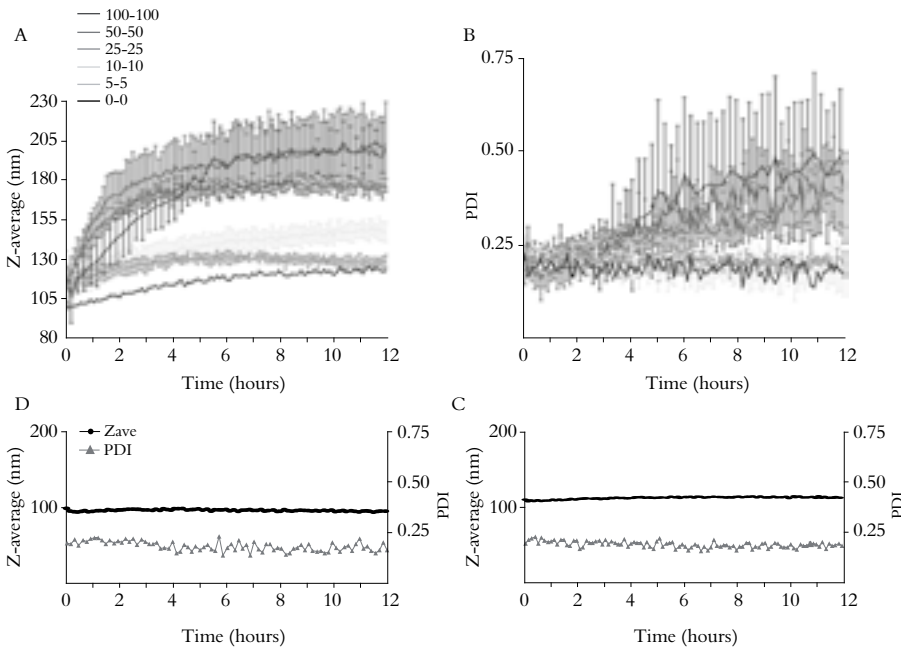 A
100-100
50-50
25-25
10-10
5-5
0-0
230
205
180
155
130
105
80
Z-average (nm)
0 2 4 6 8 10 12
Time (hours)
B
0.75
0.50
0.25
PDI
0 2 4 6 8 10 12
Time (hours)
D
Zave
PDI
200
100
Z-average (nm)
0.75
0.50
0.25
PDI
0 2 4 6 8 10 12
Time (hours)
C
200
100
Z-average (nm)
0.75
0.50
0.25
PDI
0 2 4 6 8 10 12
Time (hours)